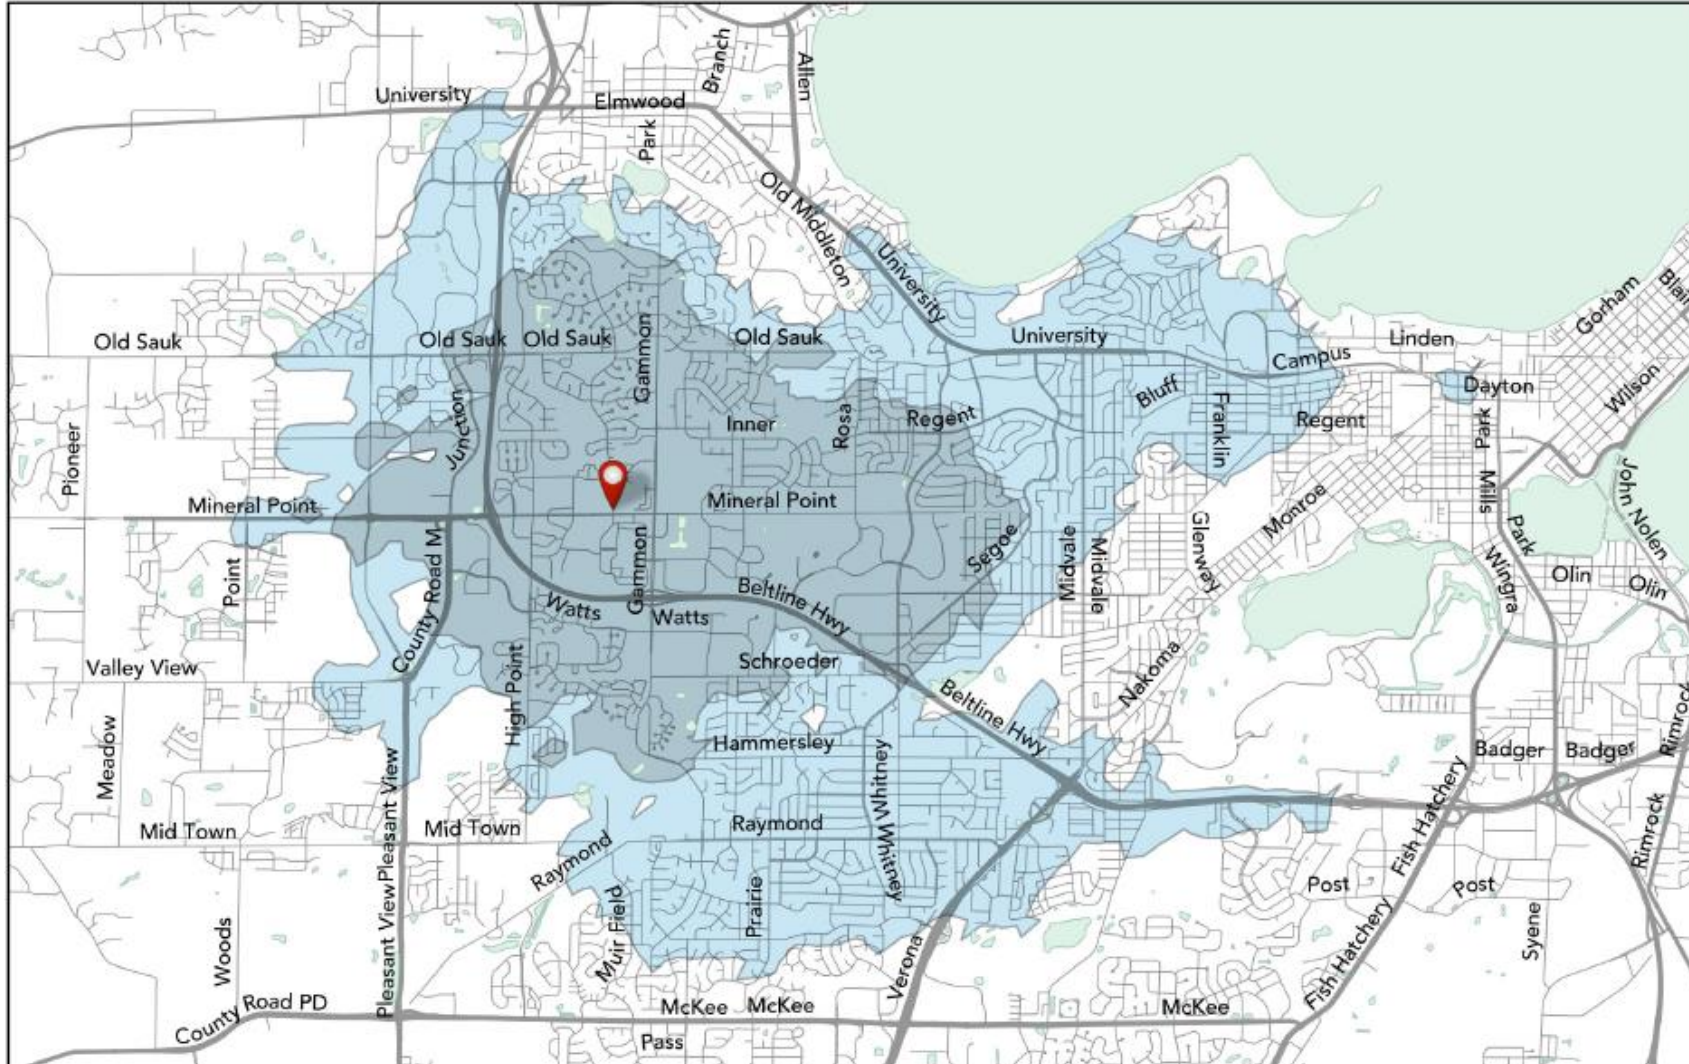 Branch
Allen
University
Elmwood
Park
Old Middleton
University
Gorham
Blair
Old Sauk
Old Sauk
Old Sauk
Gammon
Old Sauk
University
Campus
Linden
Dayton
Wilson
Pioneer
Junction
Inner
Rosa
Regent
Bluff
Franklin
Regent
Park
Mineral Point
Mineral Point
Mills
John Nolen
Point
County Road M
Gammon
Segoe
Midvale
Midvale
Glenway
Monroe
Park
Wingra
Olin
Olin
Watts
Watts
Beltline Hwy
Valley View
High Point
Schroeder
Beltline Hwy
Nakoma
Meadow
Hammersley
Badger
Badger
Rimrock
Mid Town
Pleasant View
Mid Town
Raymond
Raymond
Whitney
Whitney
Fish Hatchery
Rimrock
Woods
Pleasant View
Muir Field
Prairie
Verona
Post
Post
Fish Hatchery
Syene
County Road PD
McKee
McKee
McKee
Pass